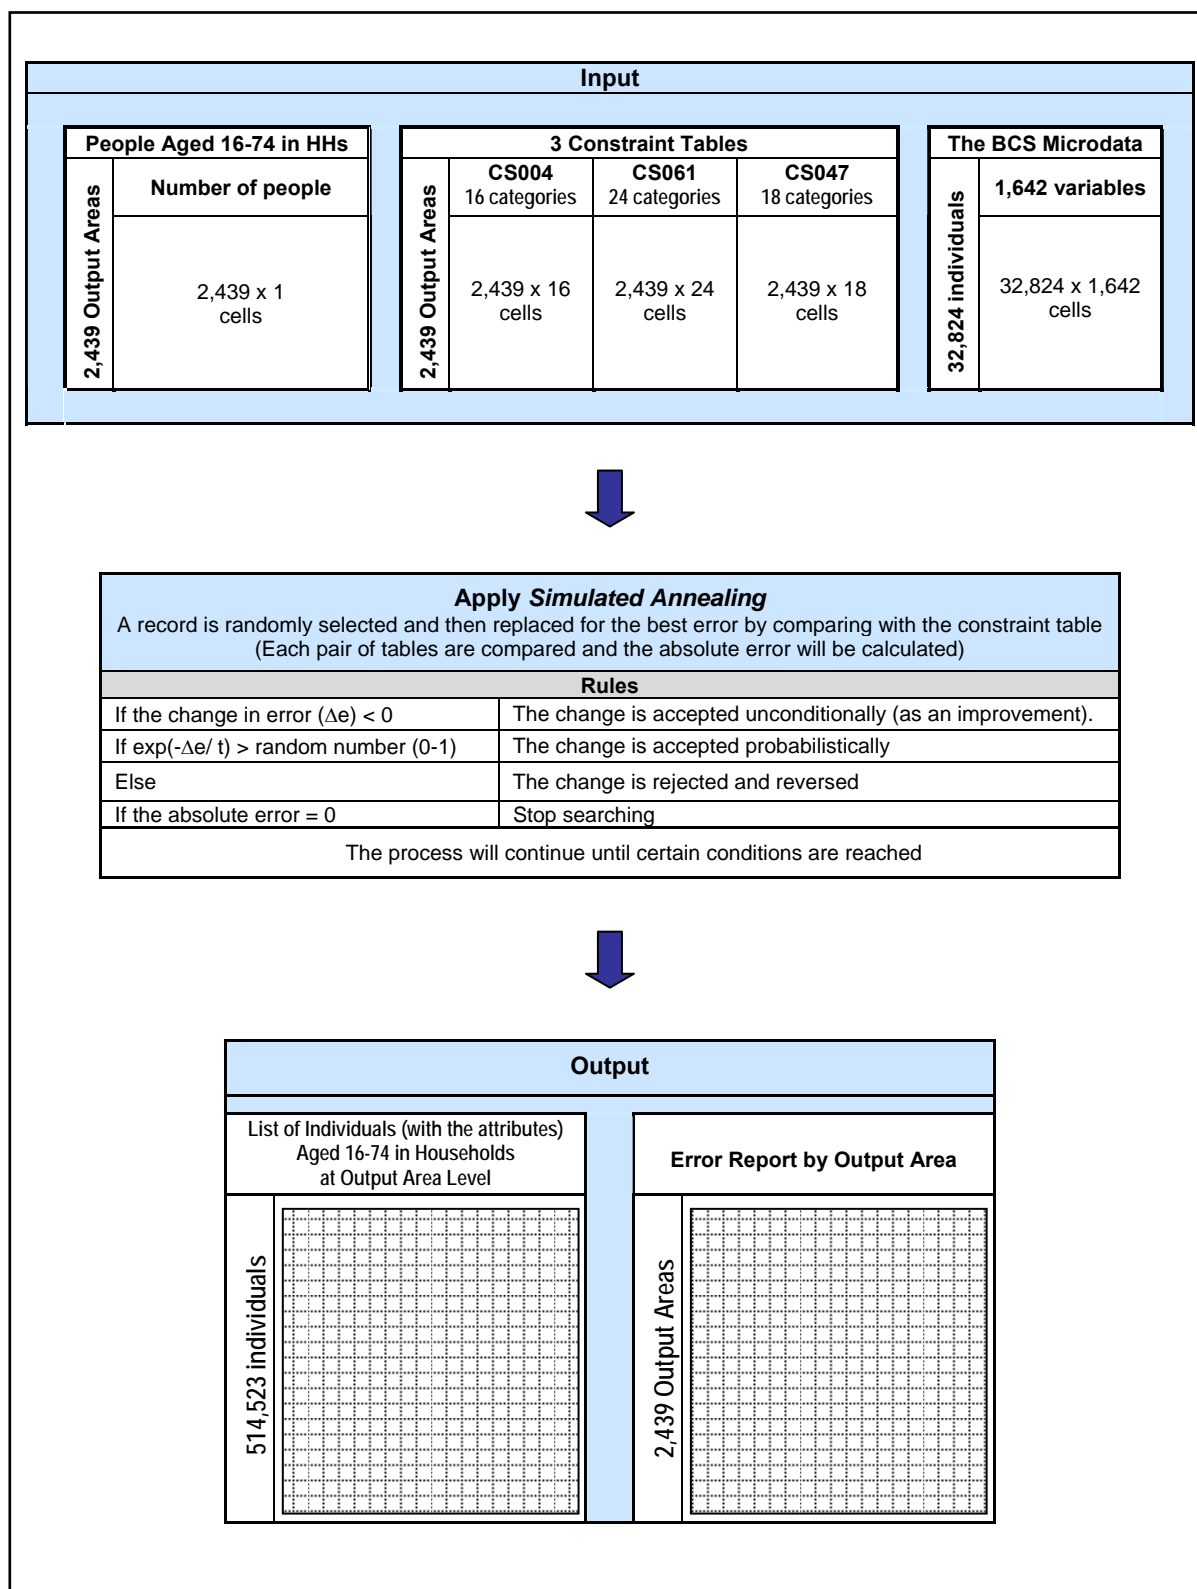 Input
People Aged 16-74 in HHs
2,439 Output Areas
Number of people
2,439 x 1
cells
3 Constraint Tables
2,439 Output Areas
CS004
16 categories
CS061
24 categories
CS047
18 categories
2,439 x 16
cells
2,439 x 24
cells
2,439 x 18
cells
The BCS Microdata
32,824 individuals
1,642 variables
32,824 x 1,642
cells
Apply Simulated Annealing
A record is randomly selected and then replaced for the best error by comparing with the constraint table
(Each pair of tables are compared and the absolute error will be calculated)
Rules
If the change in error (Δe) < 0
The change is accepted unconditionally (as an improvement).
If exp(-Δe/ t) > random number (0-1)
The change is accepted probabilistically
Else
The change is rejected and reversed
If the absolute error = 0
Stop searching
The process will continue until certain conditions are reached
Output
List of Individuals (with the attributes)
Aged 16-74 in Households
at Output Area Level
514,523 individuals
Error Report by Output Area
2,439 Output Areas